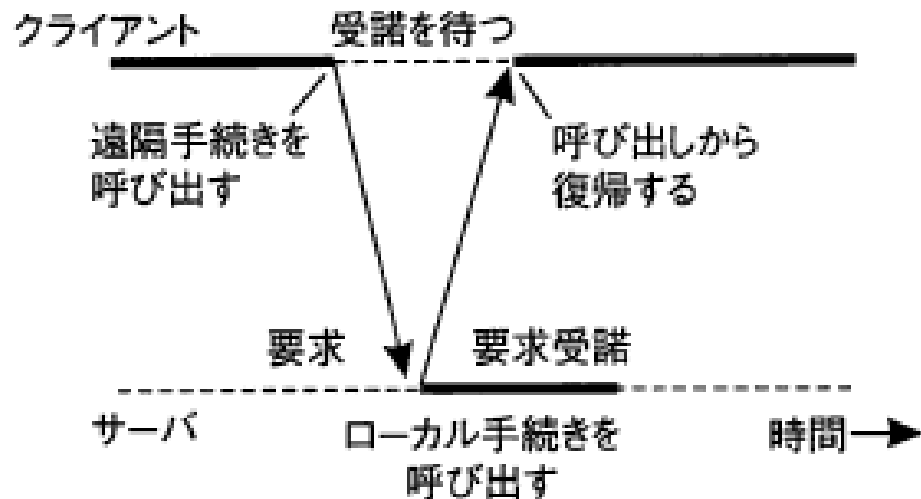 クライアント
受諾を待つ
遠隔手続きを
呼び出す
呼び出しから
復帰する
要求
要求受諾
サーバ
ローカル手続きを
呼び出す
時間